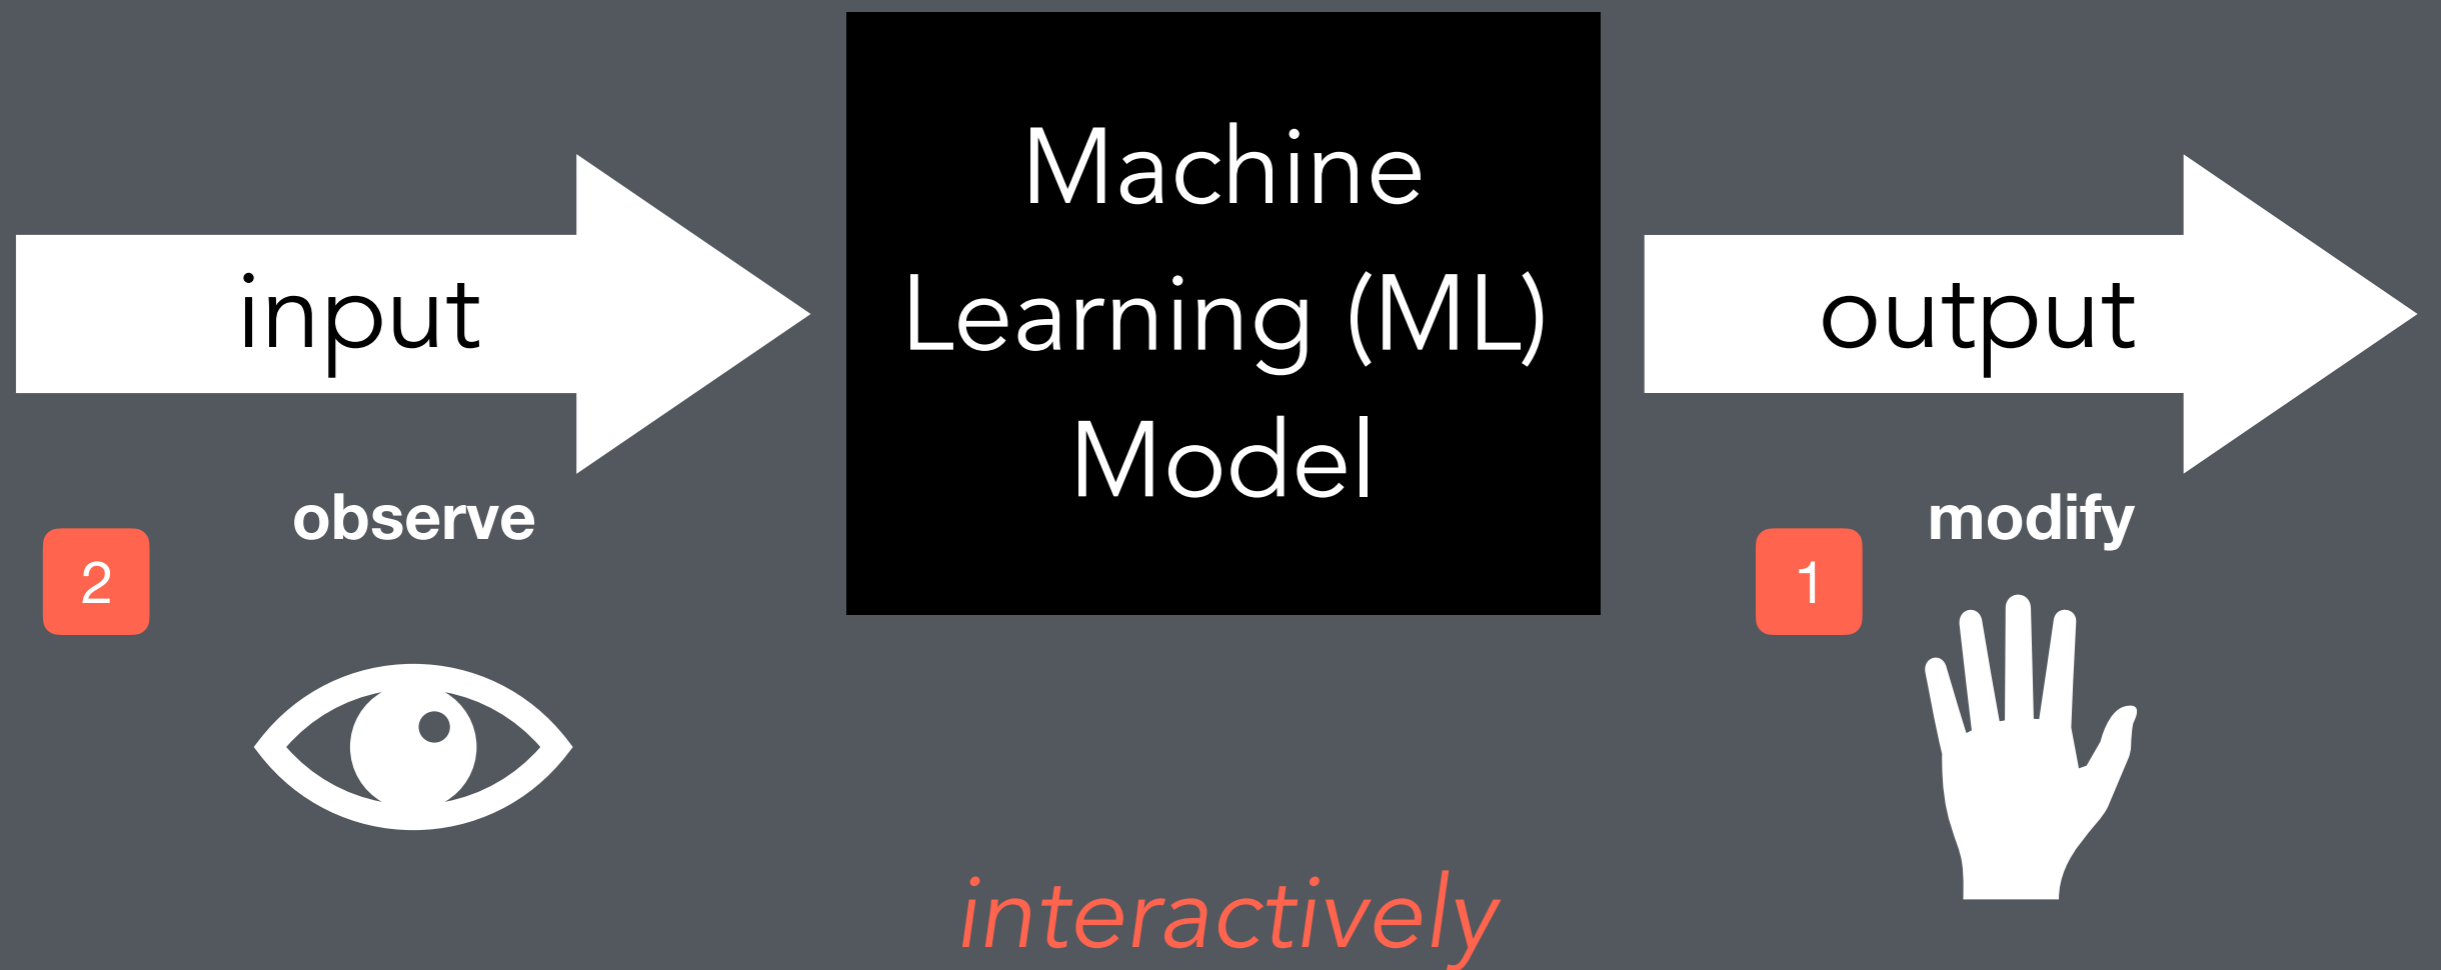 input
Machine
Learning (ML)
Model
output
observe
modify
2
1
interactively